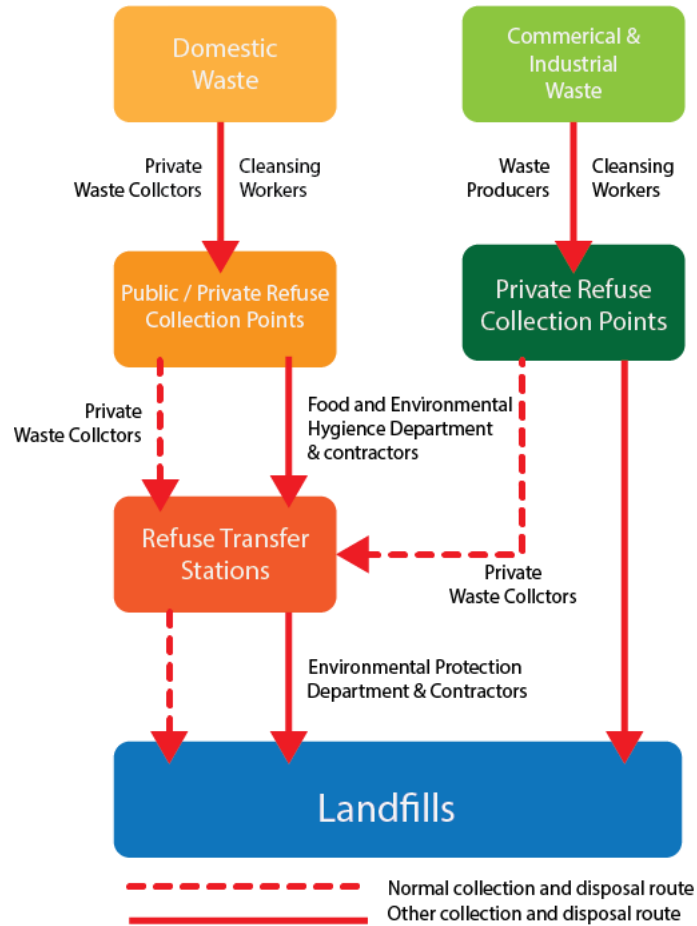 Domestic
Waste
Commerical &
Industrial
Waste
Private
Waste Collctors
Cleansing
Workers
Waste
Producers
Cleansing
Workers
Public / Private Refuse
Collection Points
Private Refuse
Collection Points
Private
Waste Collctors
Food and Environmental
Hygience Department
& contractors
Refuse Transfer
Stations
Private
Waste Collctors
Environmental Protection
Department & Contractors
Landfills
Normal collection and disposal route
Other collection and disposal route